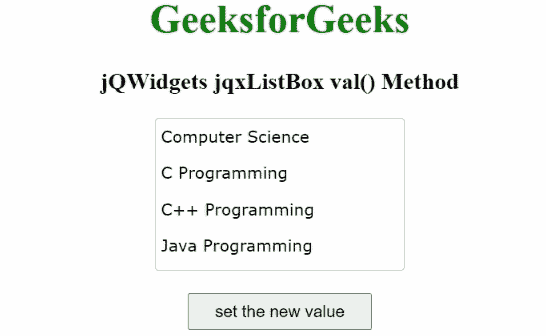 GeeksforGeeks
jQWidgets jqxListBox val() Method
Computer Science
C Programming
C++ Programming
Java Programming
set the new value